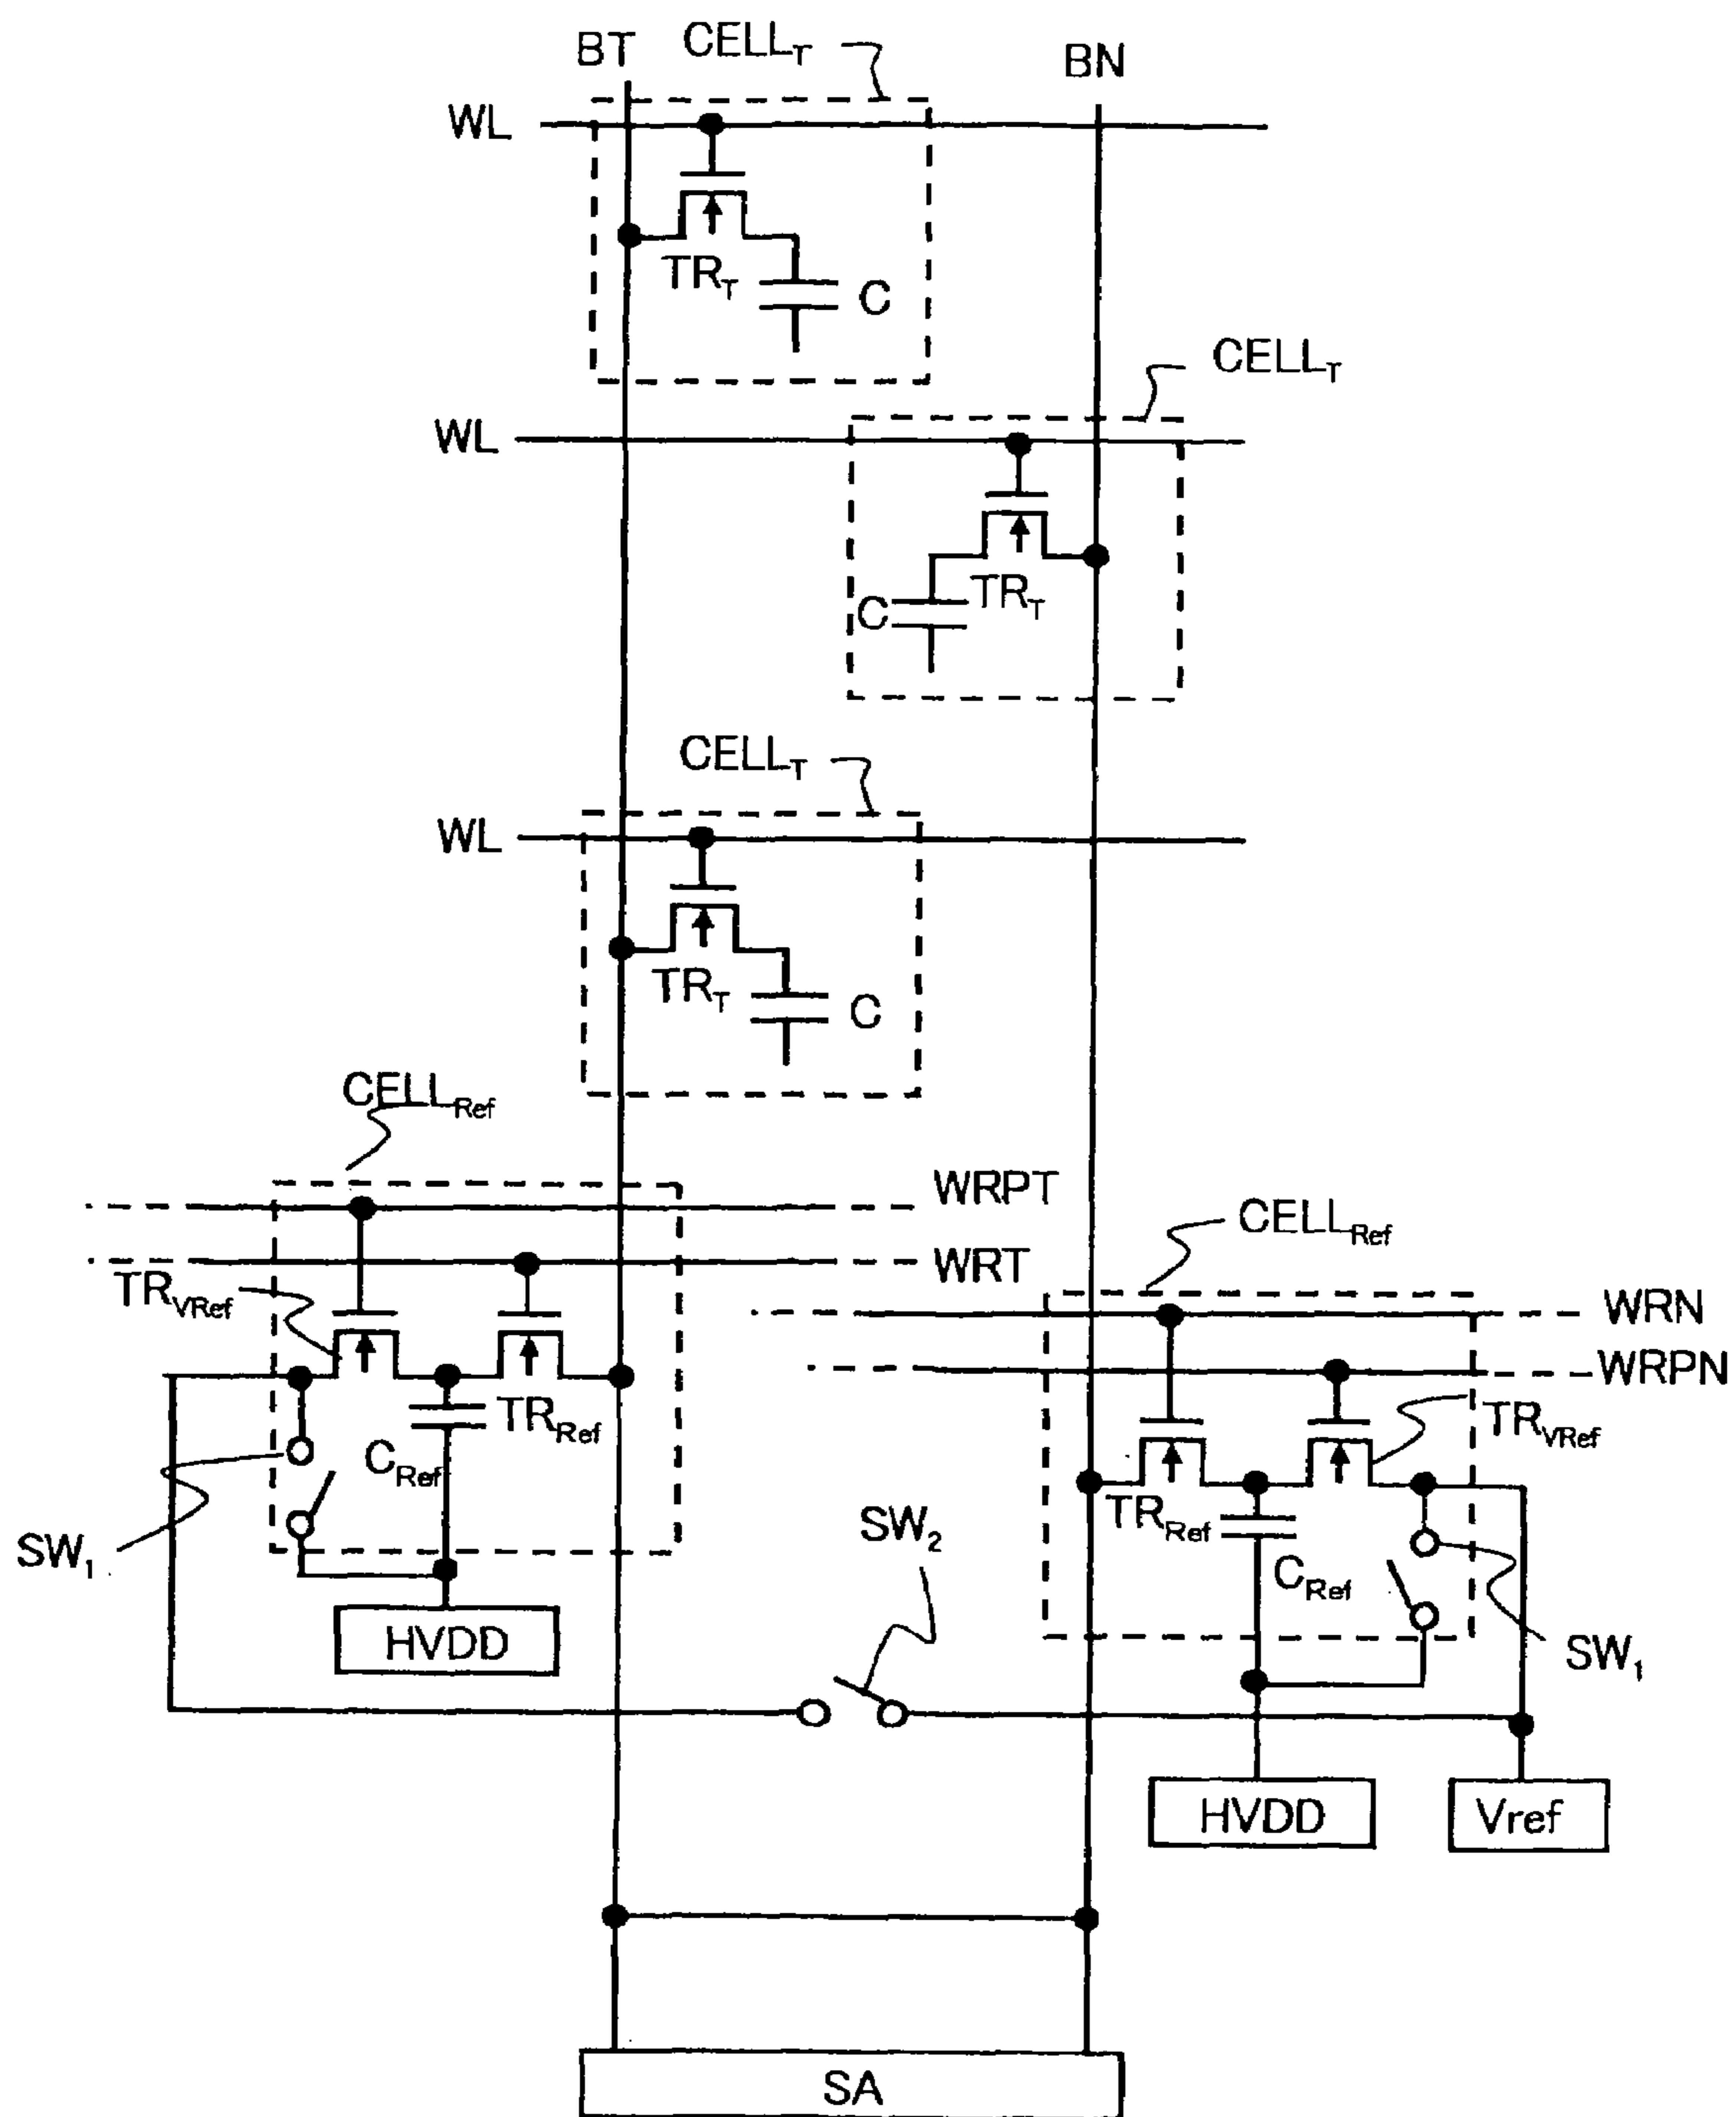 BT
CELL_T
BN
WL
TR_T
C
CELL_T
WL
C
TR_T
CELL_T
WL
TR_T
C
CELL_Ref
WRPT
WRT
CELL_Ref
TR_VRef
WRN
WRPN
TR_Ref
TR_VRef
C_Ref
TR_Ref
SW_1
SW_2
C_Ref
SW_1
HVDD
HVDD
Vref
SA